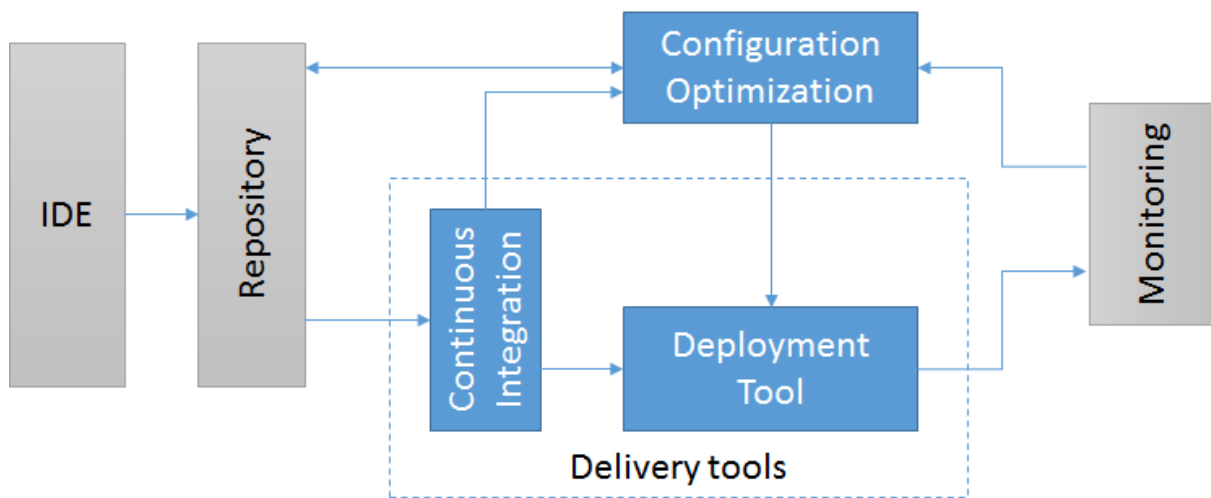 IDE
Repository
Configuration
Optimization
Continuous
Integration
Deployment
Tool
Delivery tools
Monitoring